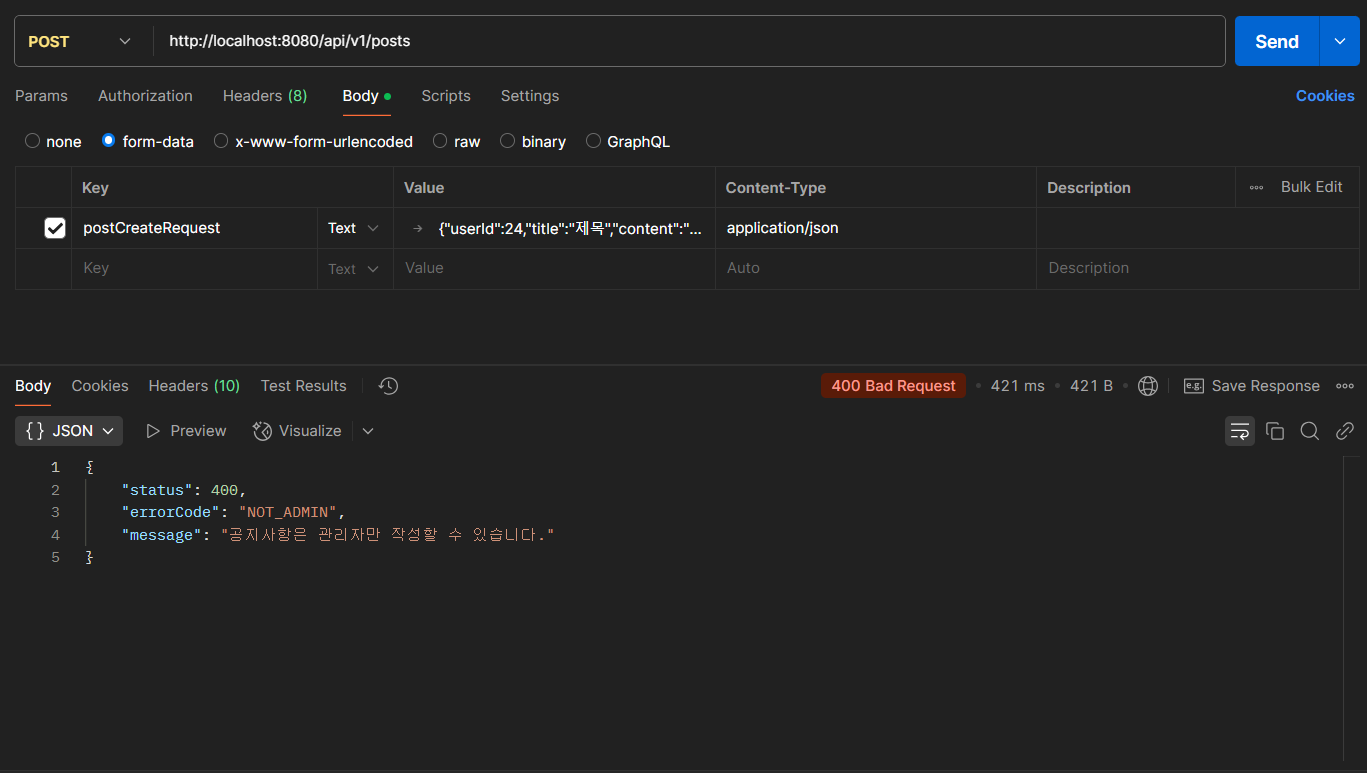 POST http://localhost:8080/api/v1/posts Send
Params Authorization Headers (8) Body Scripts Settings Cookies
none form-data x-www-form-urlencoded raw binary GraphQL
Key Value Content-Type Description Bulk Edit
postCreateRequest Text {"userId":24,"title":"제목","content":"... application/json
Key Text Value Auto Description
Body Cookies Headers (10) Test Results 400 Bad Request 421 ms 421 B e.g. Save Response
{} JSON Preview Visualize
1 {
2 "status": 400,
3 "errorCode": "NOT_ADMIN",
4 "message": "공지사항은 관리자만 작성할 수 있습니다."
5 }